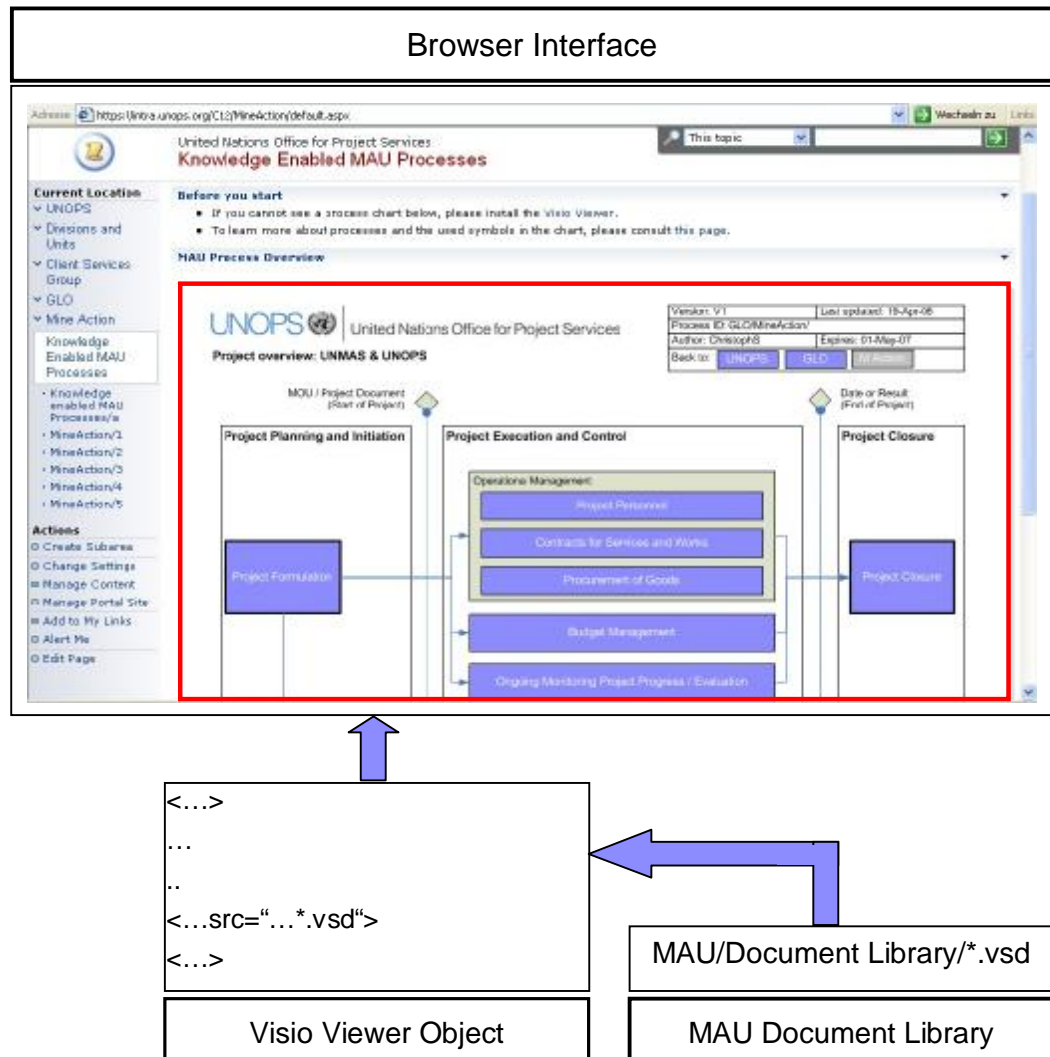 Browser Interface
Adresse https://intra.unops.org/C12/MineAction/default.aspx Wechseln zu Links
United Nations Office for Project Services
Knowledge Enabled MAU Processes
This topic
Current Location
UNOPS
Divisions and
Units
Client Services
Group
GLO
Mine Action
Knowledge
Enabled MAU
Processes
Knowledge
enabled MAU
Processes/a
MineAction/1
MineAction/2
MineAction/3
MineAction/4
MineAction/5
Actions
Create Subarea
Change Settings
Manage Content
Manage Portal Site
Add to My Links
Alert Me
Edit Page
Before you start
• If you cannot see a process chart below, please install the Visio Viewer.
• To learn more about processes and the used symbols in the chart, please consult this page.
MAU Process Overview
UNOPS United Nations Office for Project Services
Project overview: UNMAS & UNOPS
Version: V1 Last updated: -Apr-06
Process ID: GLO/MineAction/
Author: ChristophS Expires: 01-May-07
Back to: UNOPS GLO
MOU / Project Document
(Start of Project)
Date or Result
(End of Project)
Project Planning and Initiation
Project Execution and Control
Project Closure
Operations Management:
Project Personnel
Contracts for Services and Works
Procurement of Goods
Project Formulation
Project Closure
Budget Management
Ongoing Monitoring Project Progress / Evaluation
<…>
…
..
<…src=“…*.vsd“>
<…>
MAU/Document Library/*.vsd
Visio Viewer Object
MAU Document Library